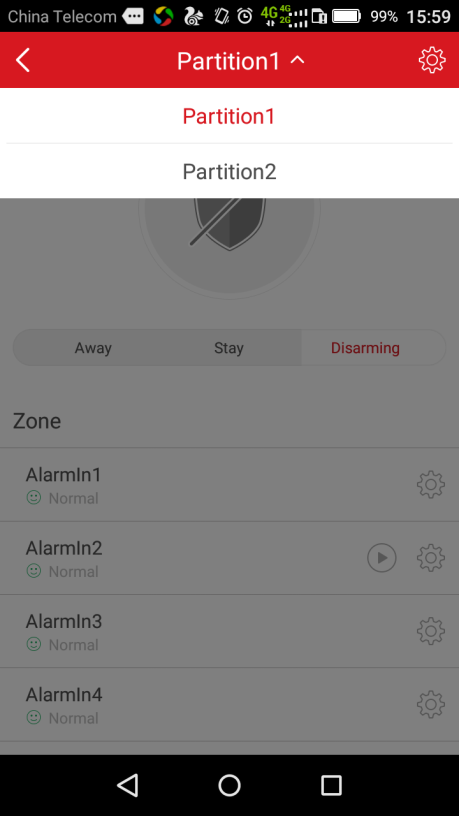 China Telecom 4G 4G 2G 99% 15:59
Partition1
Partition1
Partition2
Away Stay Disarming
Zone
AlarmIn1
Normal
AlarmIn2
Normal
AlarmIn3
Normal
AlarmIn4
Normal